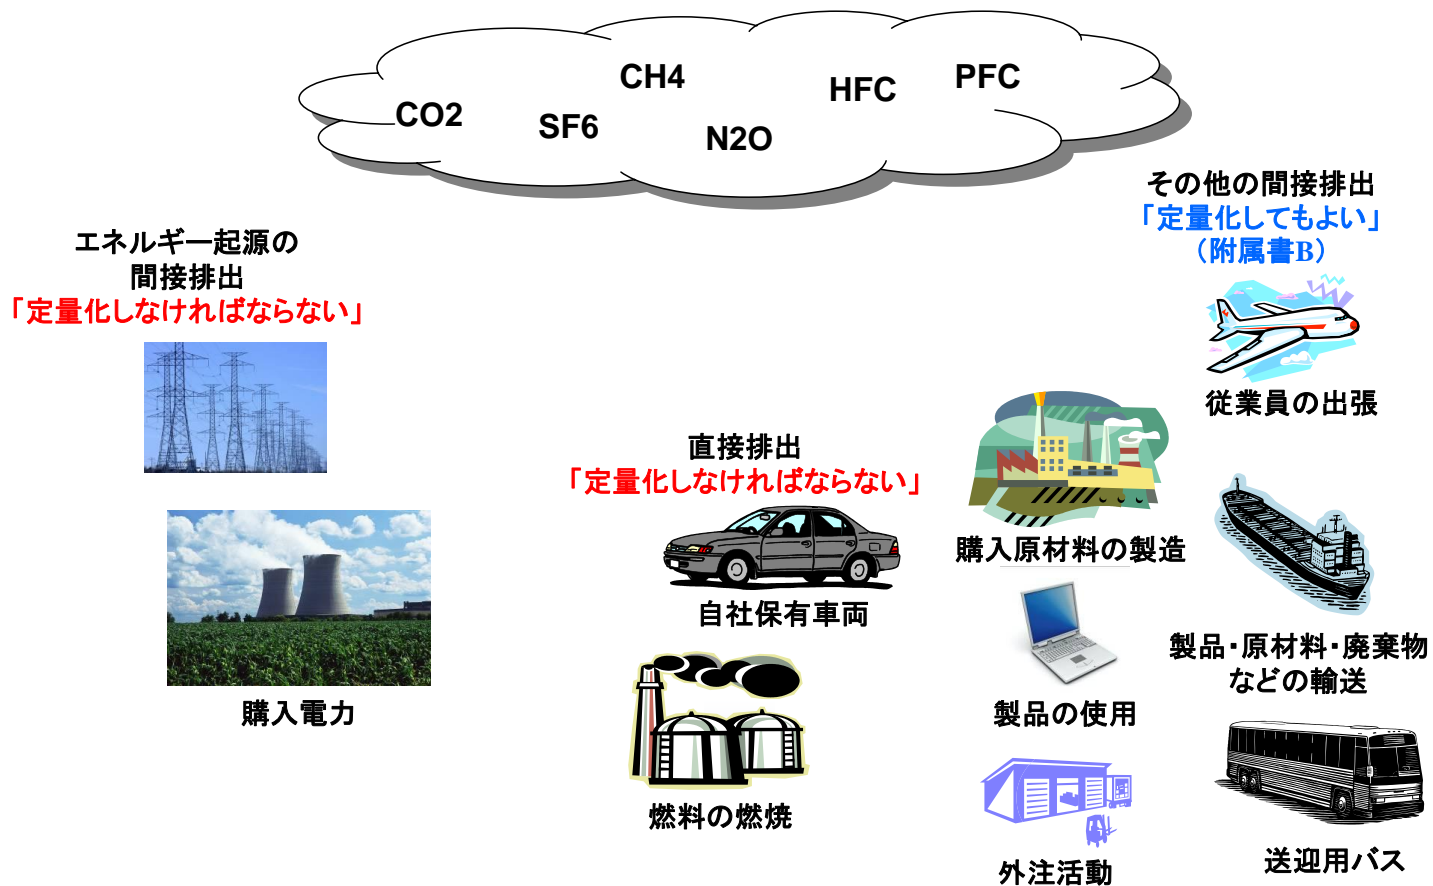 CH4
PFC
HFC
CO2
SF6
N2O
その他の間接排出
「定量化してもよい」
（附属書B）
エネルギー起源の
間接排出
「定量化しなければならない」
従業員の出張
直接排出
「定量化しなければならない」
購入原材料の製造
自社保有車両
製品・原材料・廃棄物
などの輸送
購入電力
製品の使用
燃料の燃焼
送迎用バス
外注活動